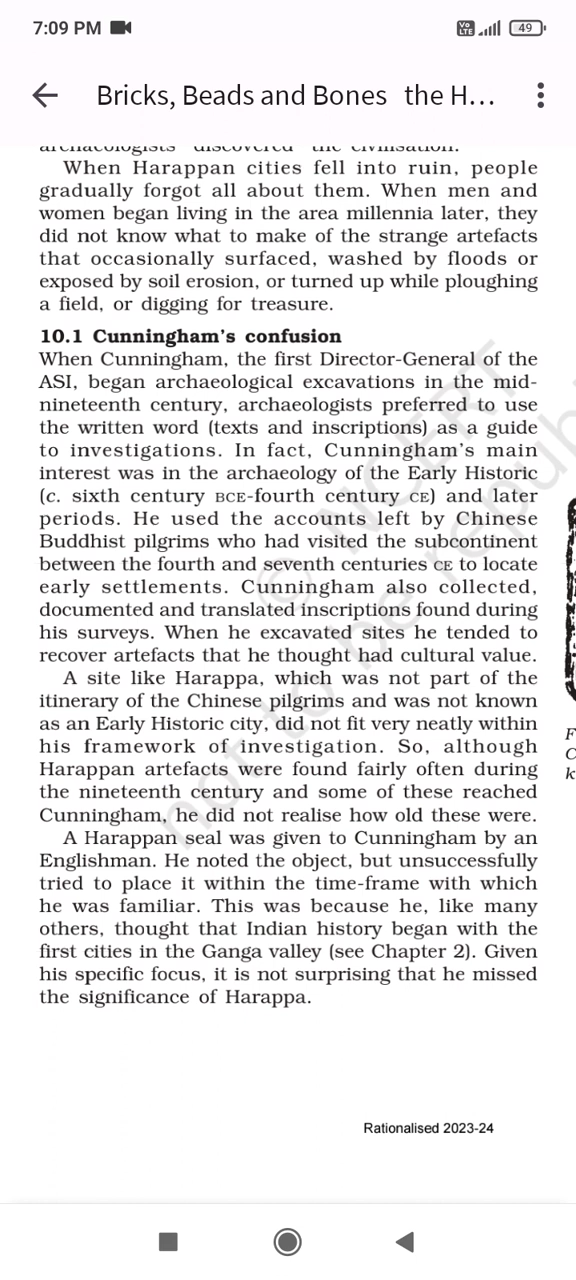 7:09 PM
Vo LTE 49
Bricks, Beads and Bones the H...
archaeologists discovered the civilisation.
When Harappan cities fell into ruin, people
gradually forgot all about them. When men and
women began living in the area millennia later, they
did not know what to make of the strange artefacts
that occasionally surfaced, washed by floods or
exposed by soil erosion, or turned up while ploughing
a field, or digging for treasure.
10.1 Cunningham's confusion
When Cunningham, the first Director-General of the
ASI, began archaeological excavations in the mid-
nineteenth century, archaeologists preferred to use
the written word (texts and inscriptions) as a guide
to investigations. In fact, Cunningham's main
interest was in the archaeology of the Early Historic
(c. sixth century BCE-fourth century CE) and later
periods. He used the accounts left by Chinese
Buddhist pilgrims who had visited the subcontinent
between the fourth and seventh centuries CE to locate
early settlements. Cunningham also collected,
documented and translated inscriptions found during
his surveys. When he excavated sites he tended to
recover artefacts that he thought had cultural value.
A site like Harappa, which was not part of the
itinerary of the Chinese pilgrims and was not known
as an Early Historic city, did not fit very neatly within
his framework of investigation. So, although
Harappan artefacts were found fairly often during
the nineteenth century and some of these reached
Cunningham, he did not realise how old these were.
A Harappan seal was given to Cunningham by an
Englishman. He noted the object, but unsuccessfully
tried to place it within the time-frame with which
he was familiar. This was because he, like many
others, thought that Indian history began with the
first cities in the Ganga valley (see Chapter 2). Given
his specific focus, it is not surprising that he missed
the significance of Harappa.
F
C
k
© NCERT
not to be republi
Rationalised 2023-24